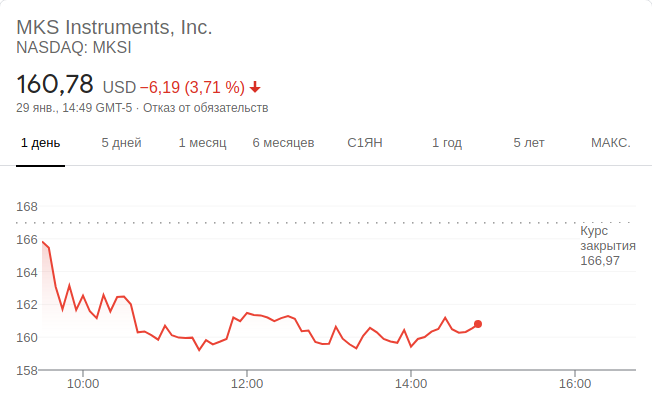 MKS Instruments, Inc.
NASDAQ: MKSI
160,78 USD −6,19 (3,71 %)
29 янв., 14:49 GMT-5 · Отказ от обязательств
1 день 5 дней 1 месяц 6 месяцев С1ЯН 1 год 5 лет МАКС.
168
166
164
162
160
158
Курс
закрытия
166,97
10:00 12:00 14:00 16:00